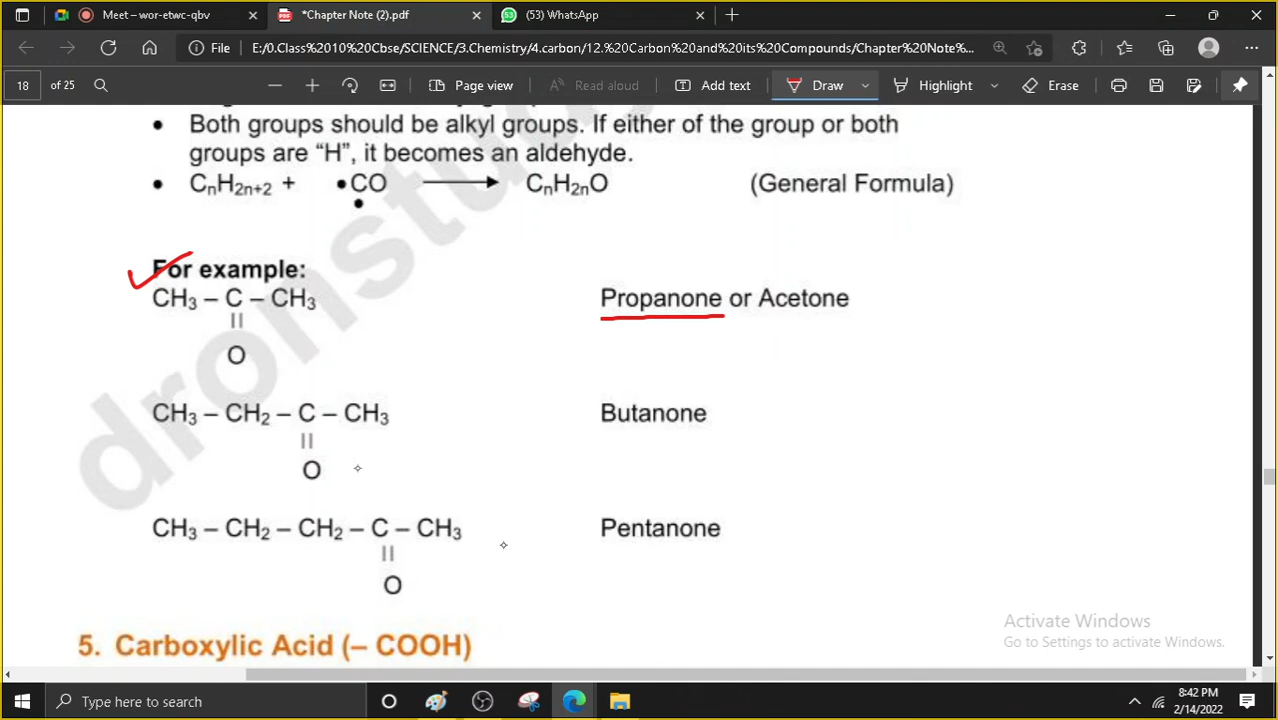 Meet – wor-etwc-qbv
*Chapter Note (2).pdf
(53) WhatsApp
File E:/0.Class%2010%20Cbse/SCIENCE/3.Chemistry/4.carbon/12.%20Carbon%20and%20its%20Compounds/Chapter%20Note%...
18 of 25 Page view Read aloud Add text Draw Highlight Erase
Both groups should be alkyl groups. If either of the group or both
groups are “H”, it becomes an aldehyde.
CnH2n+2 + •CO ⟶ CnH2nO (General Formula)
For example:
CH3 – C – CH3 Propanone or Acetone
||
O
CH3 – CH2 – C – CH3 Butanone
||
O
CH3 – CH2 – CH2 – C – CH3 Pentanone
||
O
5. Carboxylic Acid (– COOH)
Activate Windows
Go to Settings to activate Windows.
Type here to search
8:42 PM
2/14/2022